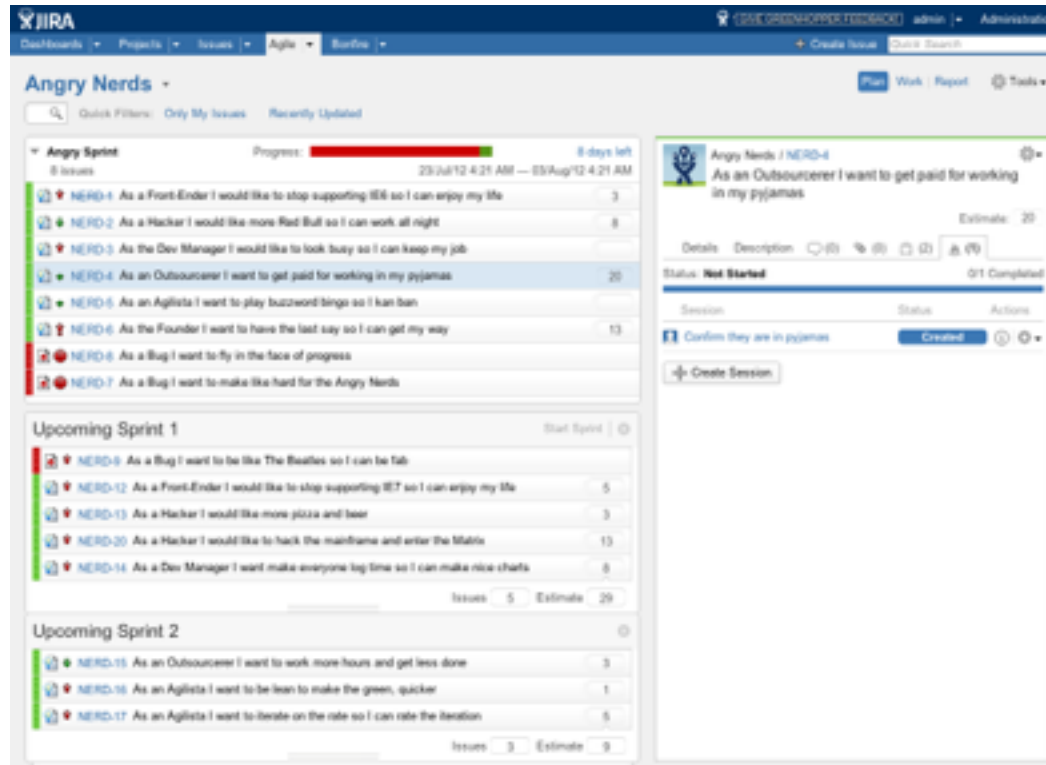 JIRA
GIVE GREENHOPPER FEEDBACK! admin Administratio
Dashboards Projects Issues Agile Bonfire + Create Issue Quick Search
Angry Nerds Plan Work Report Tools
Quick Filters: Only My Issues Recently Updated
Angry Sprint Progress: 8 days left
8 issues 23/Jul/12 4:21 AM — 03/Aug/12 4:21 AM
NERD-1 As a Front-Ender I would like to stop supporting IE6 so I can enjoy my life 3
NERD-2 As a Hacker I would like more Red Bull so I can work all night 8
NERD-3 As the Dev Manager I would like to look busy so I can keep my job
NERD-4 As an Outsourcerer I want to get paid for working in my pyjamas 20
NERD-5 As an Agilista I want to play buzzword bingo so I kan ban
NERD-6 As the Founder I want to have the last say so I can get my way 13
NERD-8 As a Bug I want to fly in the face of progress
NERD-7 As a Bug I want to make like hard for the Angry Nerds
Upcoming Sprint 1 Start Sprint
NERD-9 As a Bug I want to be like The Beatles so I can be fab
NERD-12 As a Front-Ender I would like to stop supporting IE7 so I can enjoy my life 5
NERD-13 As a Hacker I would like more pizza and beer 3
NERD-20 As a Hacker I would like to hack the mainframe and enter the Matrix 13
NERD-14 As a Dev Manager I want make everyone log time so I can make nice charts 8
Issues 5 Estimate 29
Upcoming Sprint 2
NERD-15 As an Outsourcerer I want to work more hours and get less done 3
NERD-16 As an Agilista I want to be lean to make the green, quicker 1
NERD-17 As an Agilista I want to iterate on the rate so I can rate the iteration 5
Issues 3 Estimate 9
Angry Nerds / NERD-4
As an Outsourcerer I want to get paid for working
in my pyjamas
Estimate: 20
Details Description (0) (0) (2) (1)
Status: Not Started 0/1 Completed
Session Status Actions
Confirm they are in pyjamas Created
Create Session